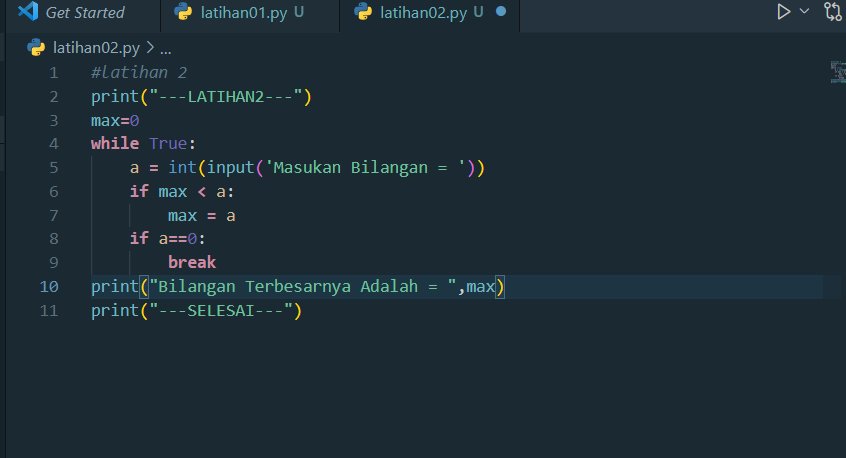 Get Started latihan01.py U latihan02.py U
latihan02.py > ...
1 #latihan 2
2 print("---LATIHAN2---")
3 max=0
4 while True:
5     a = int(input('Masukan Bilangan = '))
6     if max < a:
7         max = a
8     if a==0:
9         break
10 print("Bilangan Terbesarnya Adalah = ",max)
11 print("---SELESAI---")